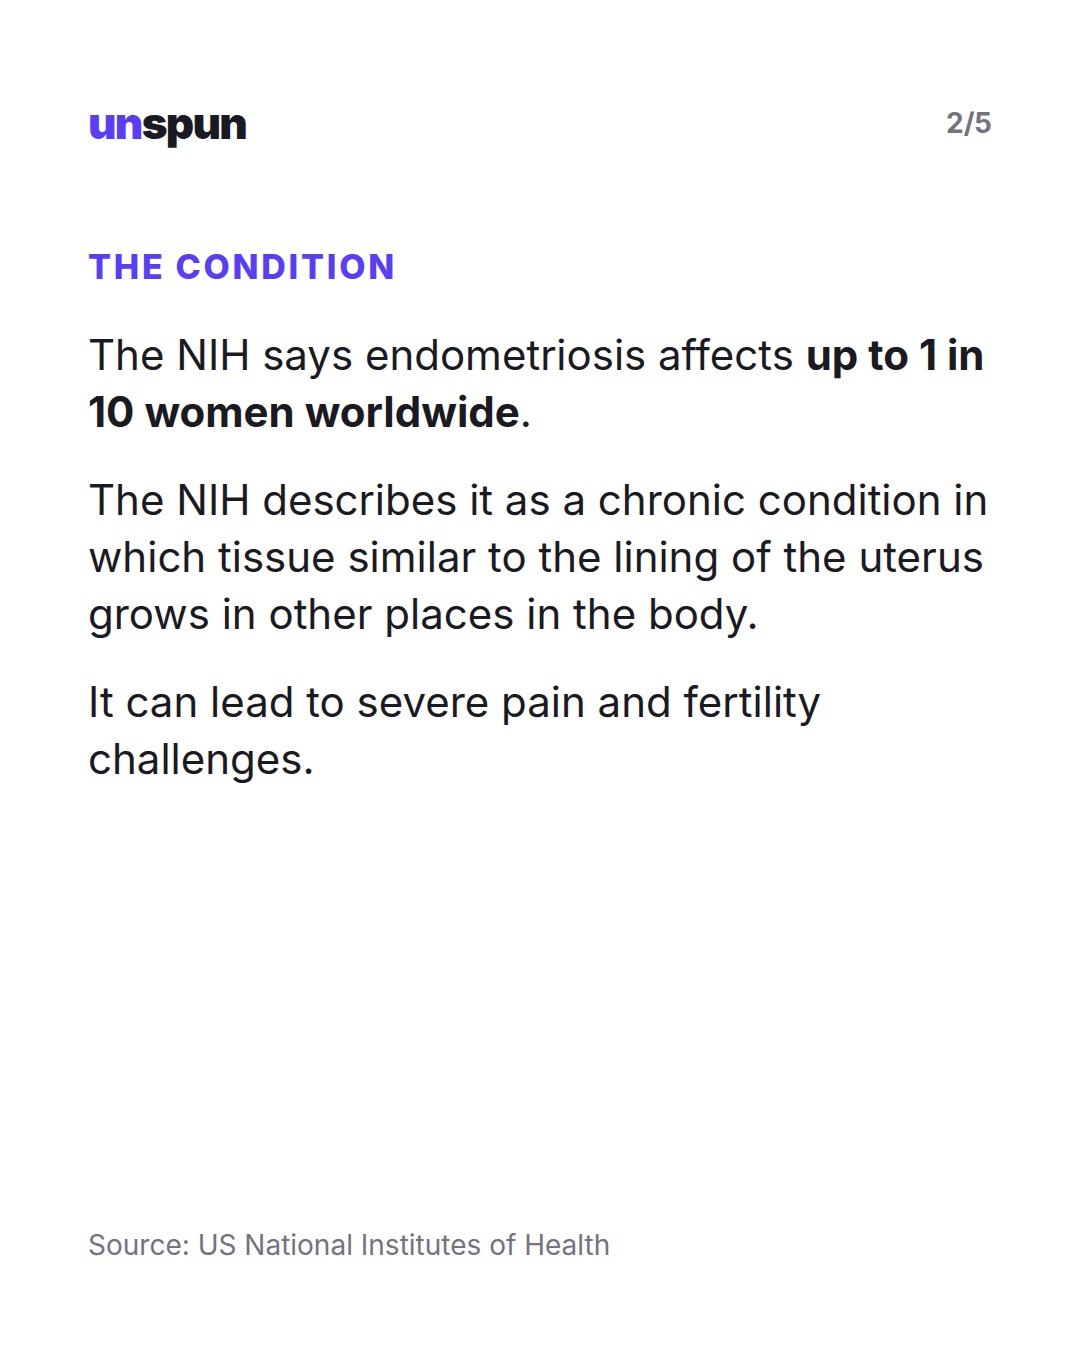 unspun
2/5
THE CONDITION
The NIH says endometriosis affects up to 1 in
10 women worldwide.
The NIH describes it as a chronic condition in
which tissue similar to the lining of the uterus
grows in other places in the body.
It can lead to severe pain and fertility
challenges.
Source: US National Institutes of Health